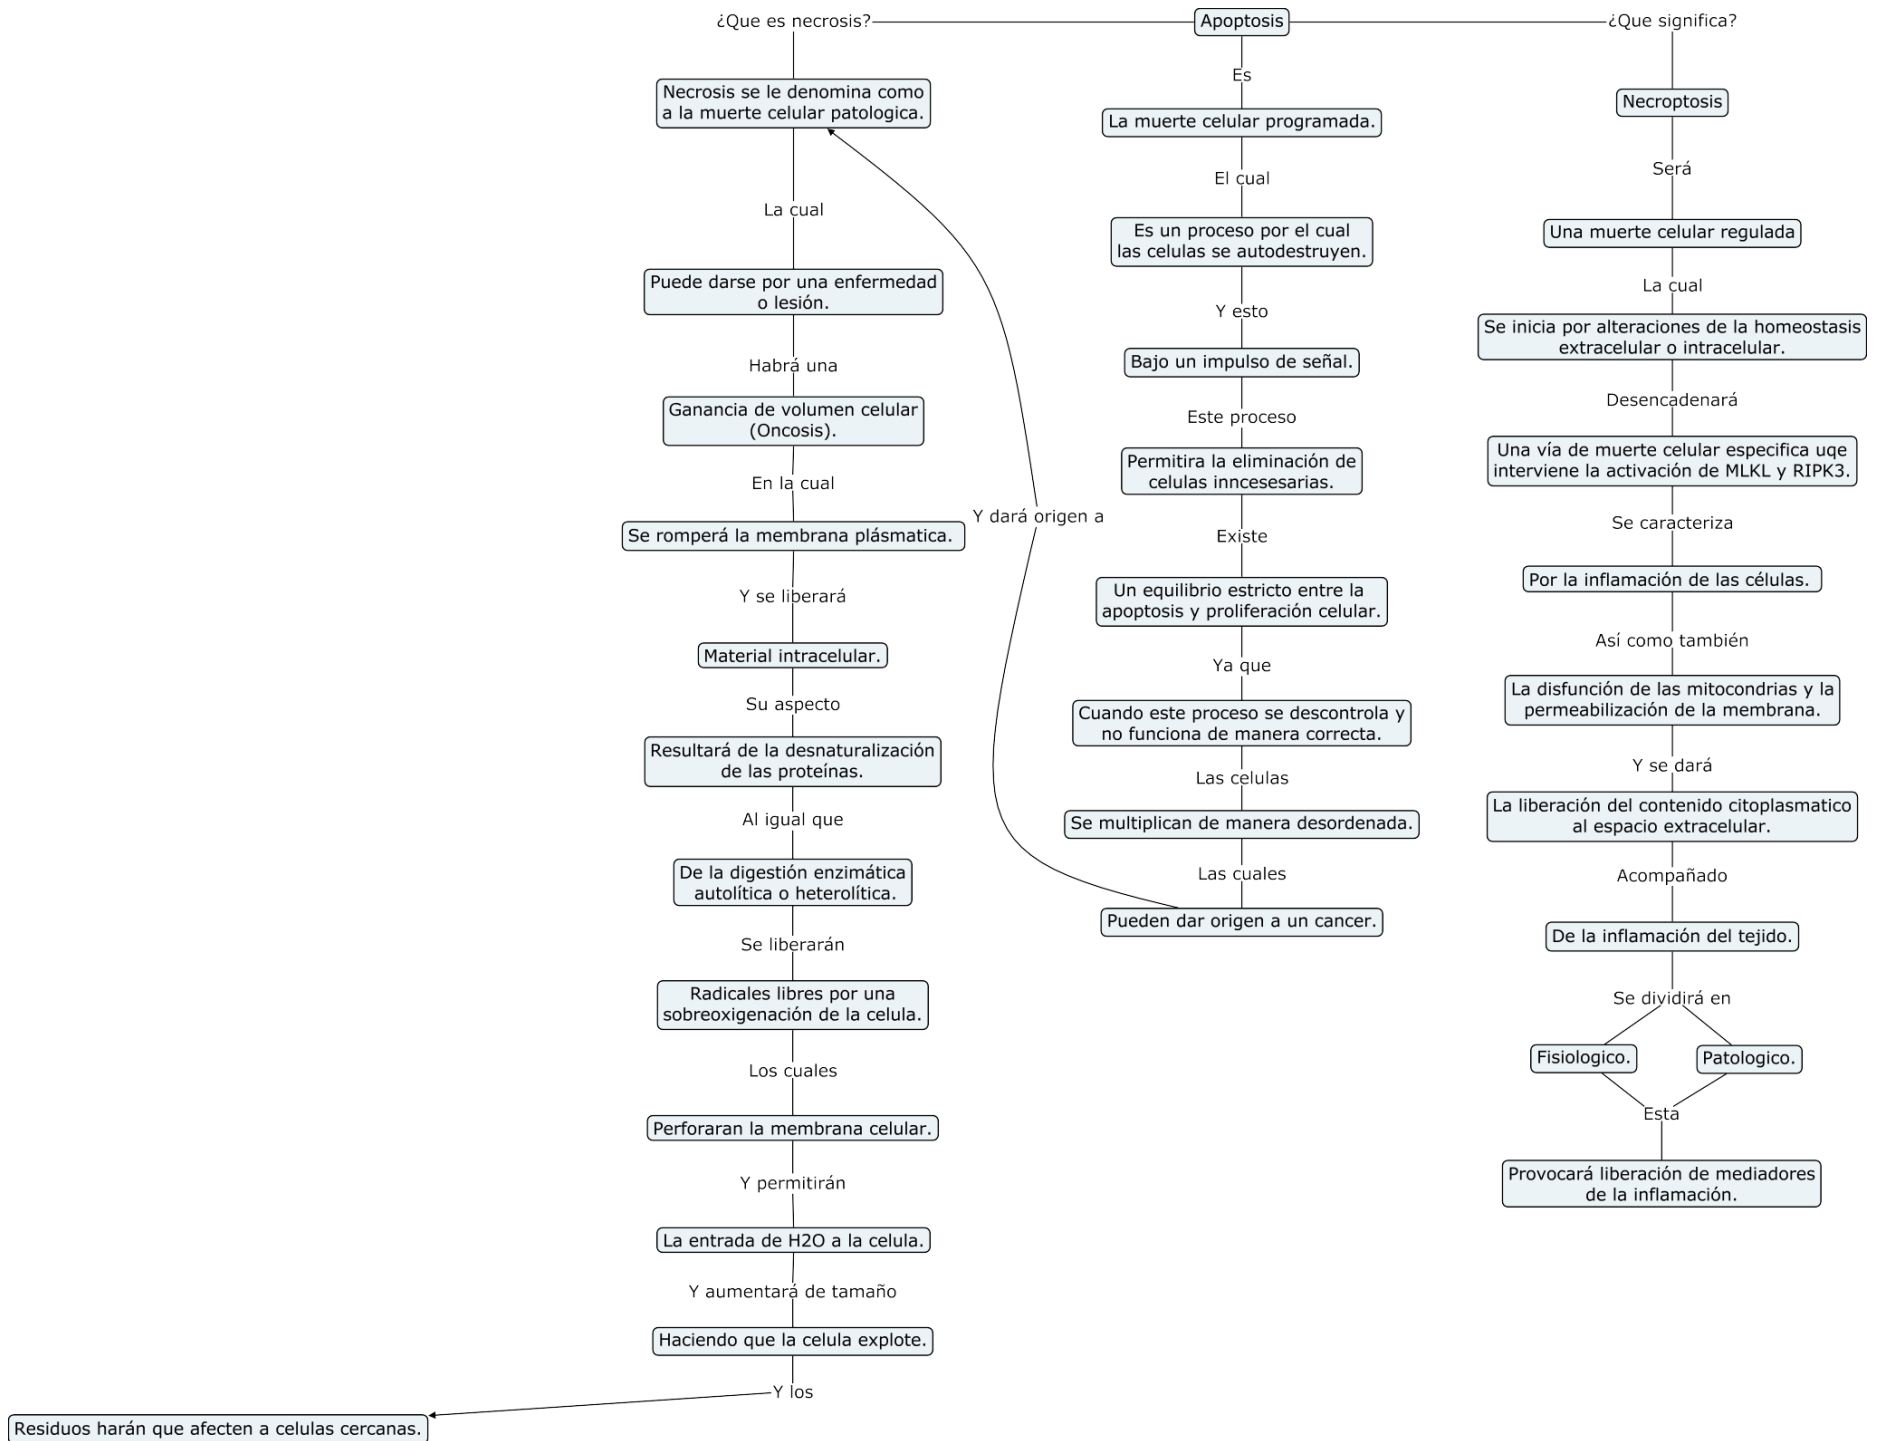 ¿Que es necrosis?
Necrosis se le denomina como
a la muerte celular patologica.
La cual
Puede darse por una enfermedad
o lesión.
Habrá una
Ganancia de volumen celular
(Oncosis).
En la cual
Se romperá la membrana plásmatica.
Y se liberará
Material intracelular.
Su aspecto
Resultará de la desnaturalización
de las proteínas.
Al igual que
De la digestión enzimática
autolítica o heterolítica.
Se liberarán
Radicales libres por una
sobreoxigenación de la celula.
Los cuales
Perforaran la membrana celular.
Y permitirán
La entrada de H2O a la celula.
Y aumentará de tamaño
Haciendo que la celula explote.
Y los
Residuos harán que afecten a celulas cercanas.
Apoptosis
Es
La muerte celular programada.
El cual
Es un proceso por el cual
las celulas se autodestruyen.
Y esto
Bajo un impulso de señal.
Este proceso
Permitira la eliminación de
celulas inncesesarias.
Existe
Un equilibrio estricto entre la
apoptosis y proliferación celular.
Ya que
Cuando este proceso se descontrola y
no funciona de manera correcta.
Las celulas
Se multiplican de manera desordenada.
Las cuales
Pueden dar origen a un cancer.
Y dará origen a
¿Que significa?
Necroptosis
Será
Una muerte celular regulada
La cual
Se inicia por alteraciones de la homeostasis
extracelular o intracelular.
Desencadenará
Una vía de muerte celular especifica uqe
interviene la activación de MLKL y RIPK3.
Se caracteriza
Por la inflamación de las células.
Así como también
La disfunción de las mitocondrias y la
permeabilización de la membrana.
Y se dará
La liberación del contenido citoplasmatico
al espacio extracelular.
Acompañado
De la inflamación del tejido.
Se dividirá en
Fisiologico.
Patologico.
Esta
Provocará liberación de mediadores
de la inflamación.